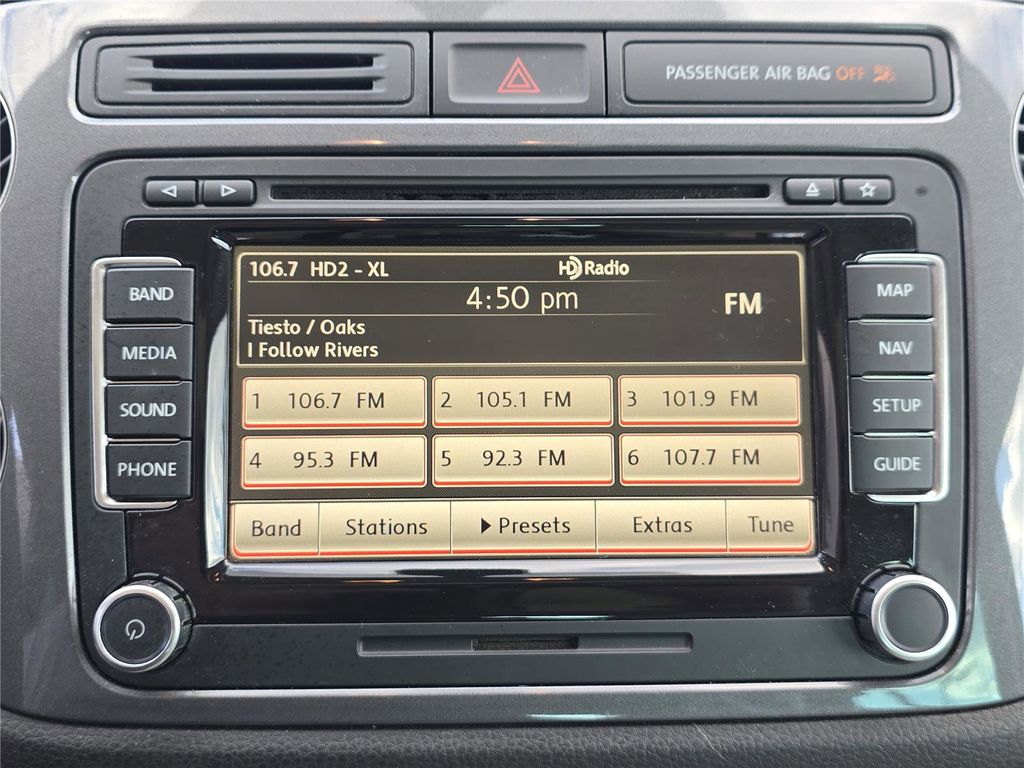 PASSENGER AIR BAG OFF
BAND
MEDIA
SOUND
PHONE
106.7 HD2 - XL
HD Radio
4:50 pm
FM
Tiesto / Oaks
I Follow Rivers
1 106.7 FM
2 105.1 FM
3 101.9 FM
4 95.3 FM
5 92.3 FM
6 107.7 FM
Band
Stations
Presets
Extras
Tune
MAP
NAV
SETUP
GUIDE